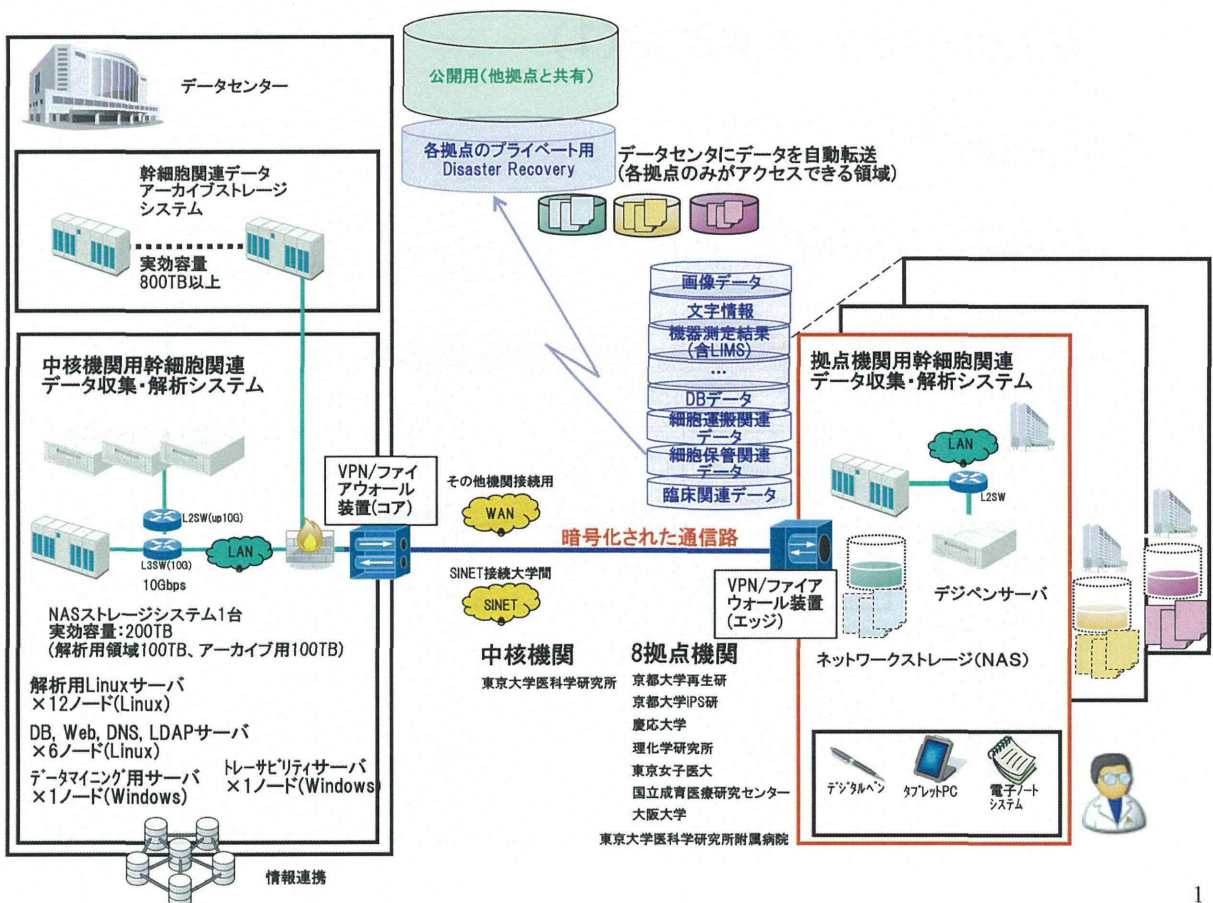 データセンター
幹細胞関連データ
アーカイブストレージ
システム
実効容量
800TB以上
公開用(他拠点と共有)
各拠点のプライベート用
Disaster Recovery
データセンタにデータを自動転送
(各拠点のみがアクセスできる領域)
画像データ
文字情報
機器測定結果
(含LIMS)
…
DBデータ
細胞運搬関連
データ
細胞保管関連
データ
臨床関連データ
中核機関用幹細胞関連
データ収集・解析システム
L2SW(up10G)
L3SW(10G)
10Gbps
LAN
VPN/ファイ
アウォール
装置(コア)
NASストレージシステム1台
実効容量:200TB
(解析用領域100TB、アーカイブ用100TB)
解析用Linuxサーバ
×12ノード(Linux)
DB, Web, DNS, LDAPサーバ
×6ノード(Linux)
データマイニング用サーバ
×1ノード(Windows)
トレーサビリティサーバ
×1ノード(Windows)
情報連携
その他機関接続用
WAN
暗号化された通信路
SINET接続大学間
SINET
中核機関
東京大学医科学研究所
8拠点機関
京都大学再生研
京都大学iPS研
慶応大学
理化学研究所
東京女子医大
国立成育医療研究センター
大阪大学
東京大学医科学研究所附属病院
VPN/ファイア
ウォール装置
(エッジ)
拠点機関用幹細胞関連
データ収集・解析システム
LAN
L2SW
デジペンサーバ
ネットワークストレージ(NAS)
デジタルペン
タブレットPC
電子ノート
システム
1